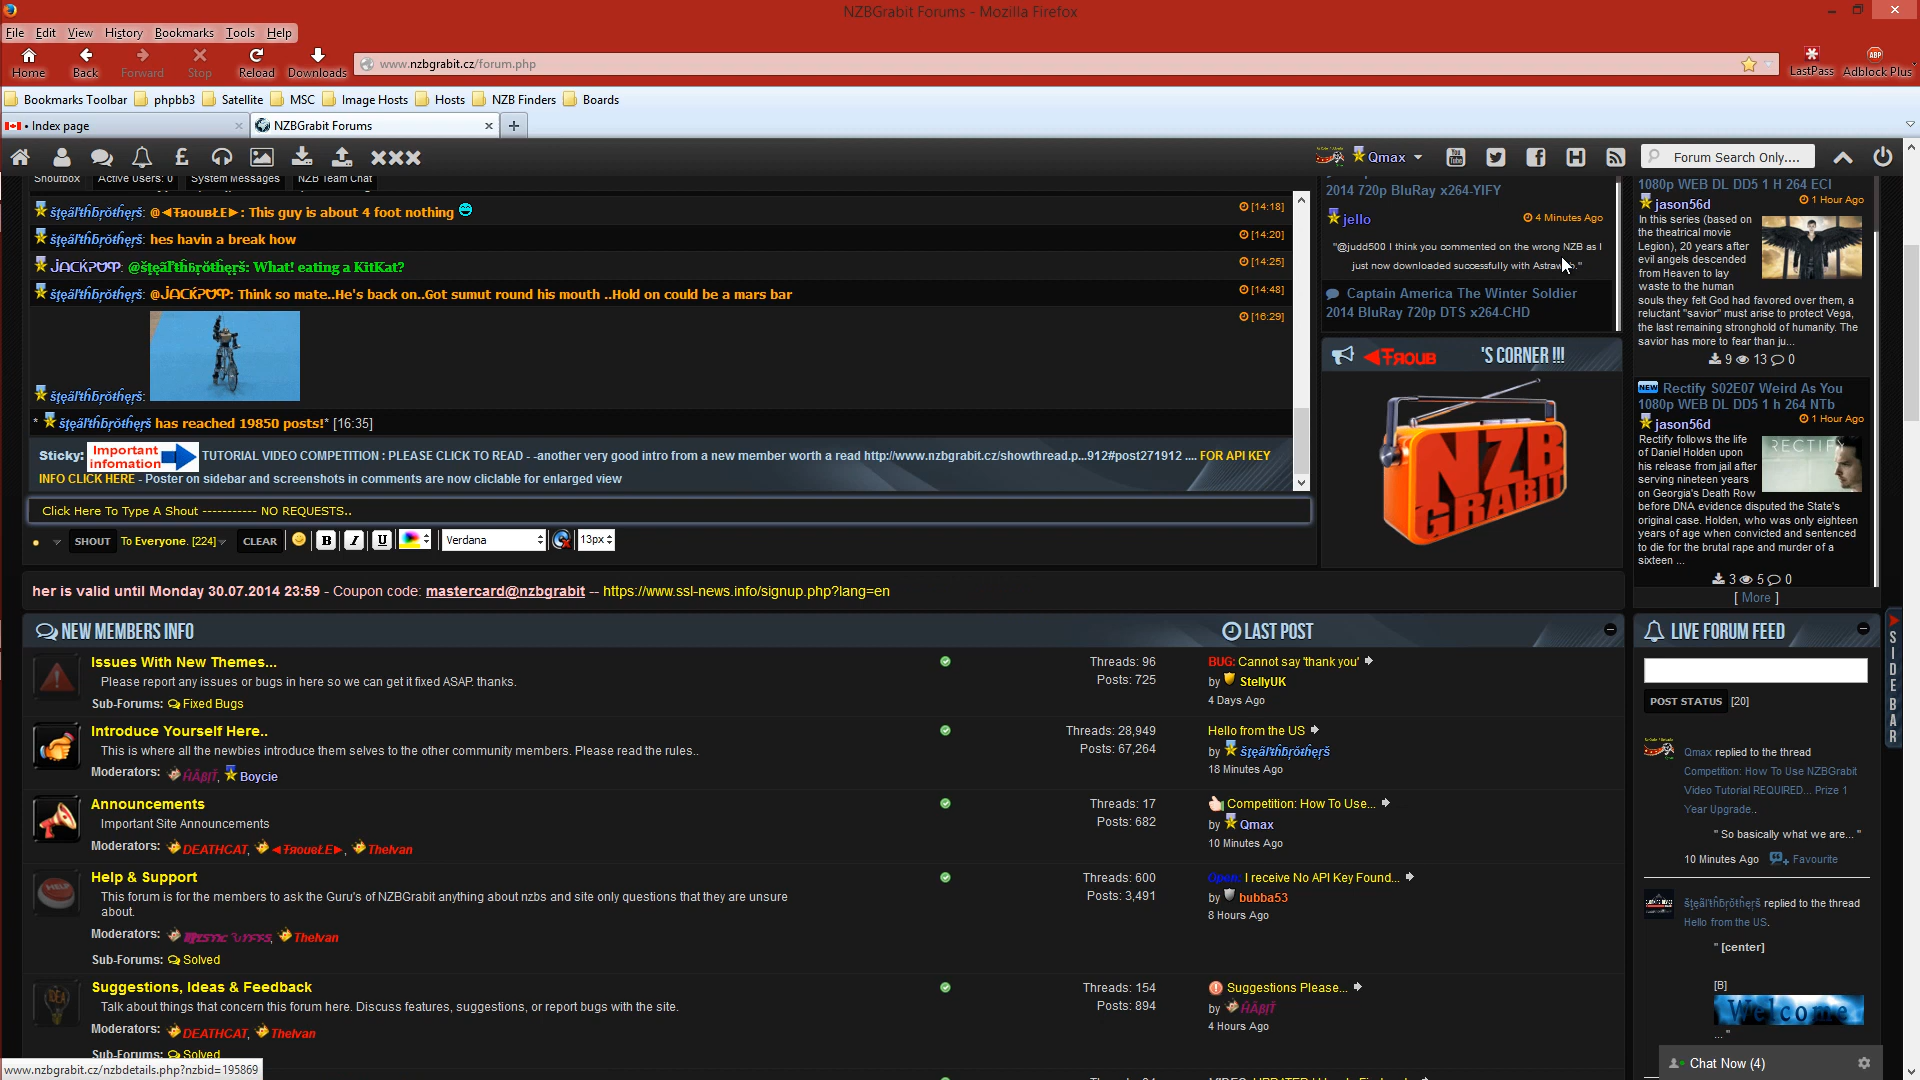 NZBGrabit Forums - Mozilla Firefox
File Edit View History Bookmarks Tools Help
Home Back Forward Stop Reload Downloads
www.nzbgrabit.cz/forum.php
LastPass Adblock Plus
Bookmarks Toolbar phpbb3 Satellite MSC Image Hosts Hosts NZB Finders Boards
Index page
NZBGrabit Forums
Qmax
Forum Search Only....
Shoutbox Active Users: 0 System Messages NZB Team Chat
This guy is about 4 foot nothing [14:18]
hes havin a break how [14:20]
What! eating a KitKat? [14:25]
Think so mate..He's back on..Got sumut round his mouth ..Hold on could be a mars bar [14:48]
[16:29]
has reached 19850 posts!* [16:35]
Sticky: Important infomation TUTORIAL VIDEO COMPETITION : PLEASE CLICK TO READ - -another very good intro from a new member worth a read http://www.nzbgrabit.cz/showthread.p...912#post271912 .... FOR API KEY
INFO CLICK HERE - Poster on sidebar and screenshots in comments are now cliclable for enlarged view
Click Here To Type A Shout ----------- NO REQUESTS..
SHOUT To Everyone. [224] CLEAR B I U Verdana 13px
2014 720p BluRay x264-YIFY
jello 4 Minutes Ago
"@judd500 I think you commented on the wrong NZB as I
just now downloaded successfully with
Captain America The Winter Soldier
2014 BluRay 720p DTS x264-CHD
'S CORNER !!!
NZB
GRABIT
1080p WEB DL DD5 1 H 264 ECI
jason56d 1 Hour Ago
In this series (based on
the theatrical movie
Legion), 20 years after
evil angels descended
from Heaven to lay
waste to the human
souls they felt God had favored over them, a
reluctant "savior" must arise to protect Vega,
the last remaining stronghold of humanity. The
savior has more to fear than ju...
9 13 0
NEW Rectify S02E07 Weird As You
1080p WEB DL DD5 1 h 264 NTb
jason56d 1 Hour Ago
Rectify follows the life
of Daniel Holden upon
his release from jail after
serving nineteen years
on Georgia's Death Row
before DNA evidence disputed the State's
original case. Holden, who was only eighteen
years of age when convicted and sentenced
to die for the brutal rape and murder of a
sixteen ...
RECTIFY
3 5 0
[ More ]
her is valid until Monday 30.07.2014 23:59 - Coupon code: mastercard@nzbgrabit -- https://www.ssl-news.info/signup.php?lang=en
NEW MEMBERS INFO LAST POST
Issues With New Themes...
Please report any issues or bugs in here so we can get it fixed ASAP. thanks.
Sub-Forums: Fixed Bugs
Threads: 96
Posts: 725
BUG: Cannot say 'thank you'
by StellyUK
4 Days Ago
Introduce Yourself Here..
This is where all the newbies introduce them selves to the other community members. Please read the rules..
Moderators: Boycie
Threads: 28,949
Posts: 67,264
Hello from the US
by
18 Minutes Ago
Announcements
Important Site Announcements
Moderators: DEATHCAT, TheIvan
Threads: 17
Posts: 682
Competition: How To Use...
by Qmax
10 Minutes Ago
HELP
Help & Support
This forum is for the members to ask the Guru's of NZBGrabit anything about nzbs and site only questions that they are unsure
about.
Moderators: TheIvan
Sub-Forums: Solved
Threads: 600
Posts: 3,491
Open: I receive No API Key Found...
by bubba53
8 Hours Ago
IDEA
Suggestions, Ideas & Feedback
Talk about things that concern this forum here. Discuss features, suggestions, or report bugs with the site.
Moderators: DEATHCAT, TheIvan
Sub-Forums: Solved
Threads: 154
Posts: 894
Suggestions Please...
by
4 Hours Ago
LIVE FORUM FEED
SIDEBAR
POST STATUS [20]
Qmax replied to the thread
Competition: How To Use NZBGrabit
Video Tutorial REQUIRED... Prize 1
Year Upgrade..
" So basically what we are... "
10 Minutes Ago Favourite
replied to the thread
Hello from the US.
" [center]
[B]
Welcome
... "
Chat Now (4)
www.nzbgrabit.cz/nzbdetails.php?nzbid=195869